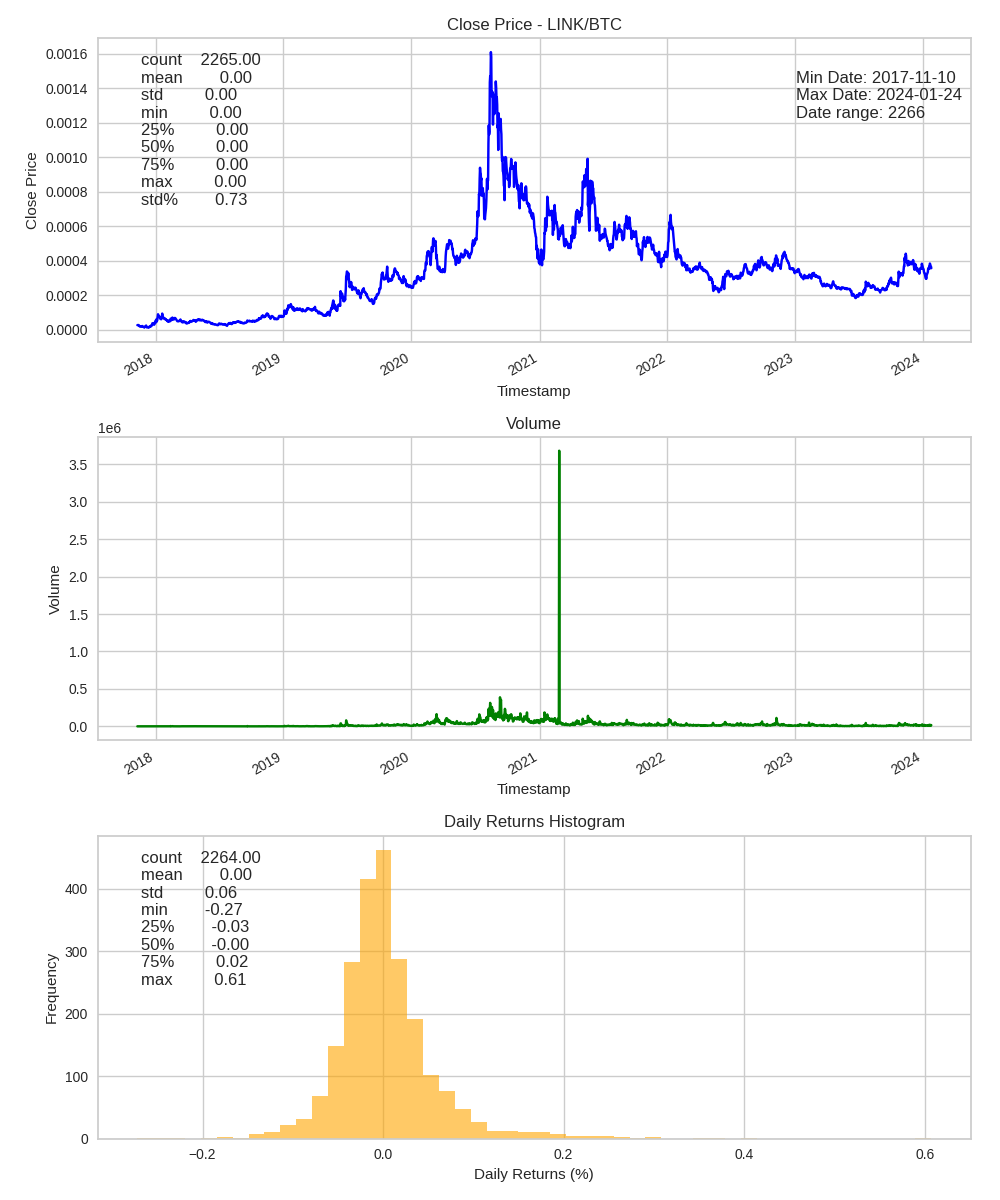 Close Price - LINK/BTC
0.0016
0.0014
0.0012
0.0010
0.0008
0.0006
0.0004
0.0002
0.0000
Close Price
count 2265.00
mean 0.00
std 0.00
min 0.00
25% 0.00
50% 0.00
75% 0.00
max 0.00
std% 0.73
Min Date: 2017-11-10
Max Date: 2024-01-24
Date range: 2266
2018 2019 2020 2021 2022 2023 2024
Timestamp
Volume
1e6
3.5
3.0
2.5
2.0
1.5
1.0
0.5
0.0
Volume
2018 2019 2020 2021 2022 2023 2024
Timestamp
Daily Returns Histogram
400
300
200
100
0
Frequency
count 2264.00
mean 0.00
std 0.06
min -0.27
25% -0.03
50% -0.00
75% 0.02
max 0.61
−0.2 0.0 0.2 0.4 0.6
Daily Returns (%)